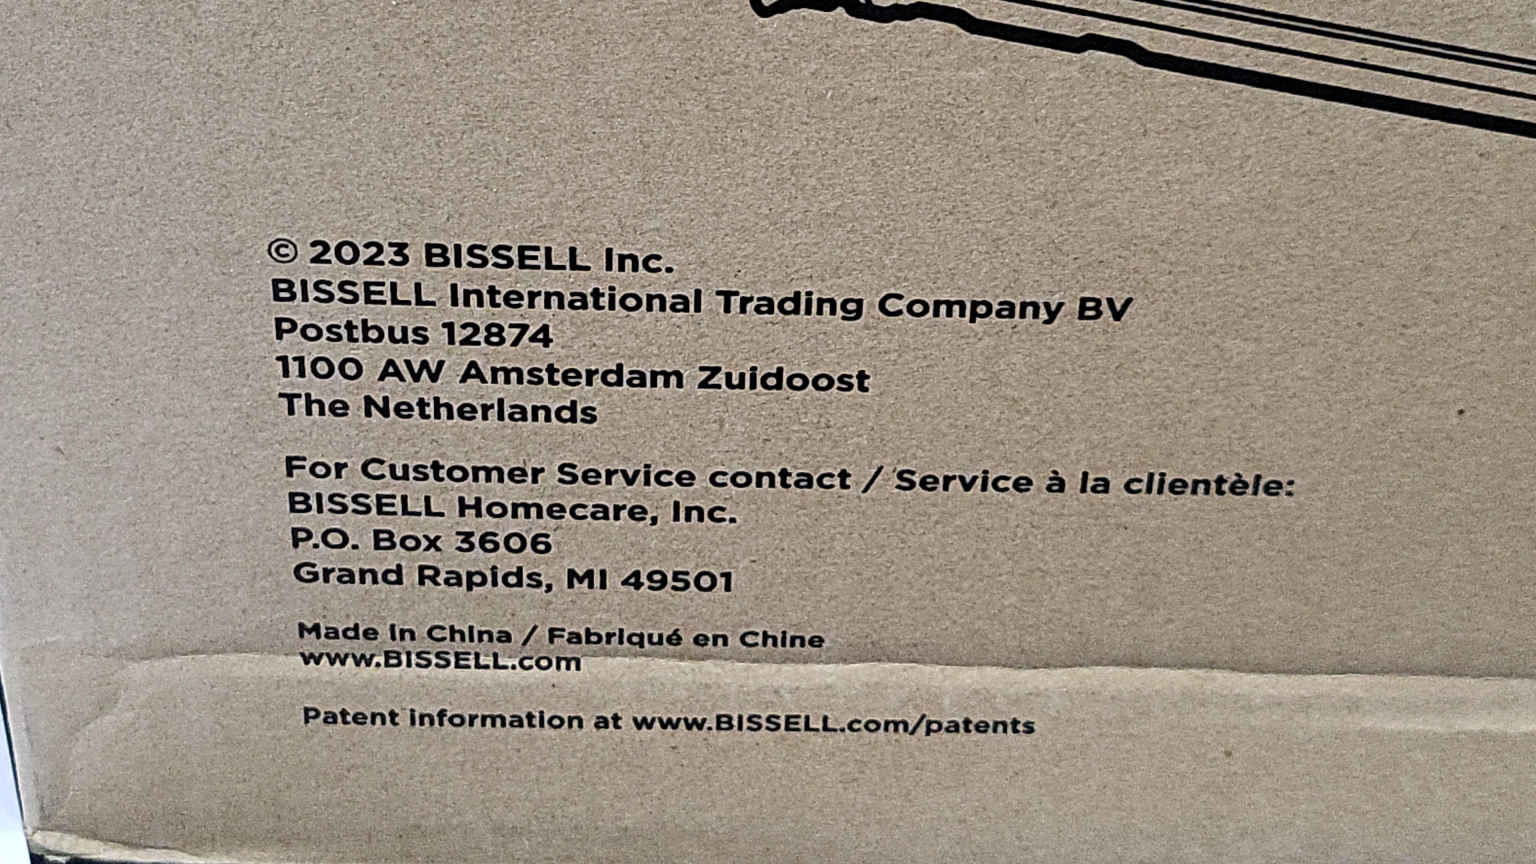 © 2023 BISSELL Inc.
BISSELL International Trading Company BV
Postbus 12874
1100 AW Amsterdam Zuidoost
The Netherlands
For Customer Service contact / Service à la clientèle:
BISSELL Homecare, Inc.
P.O. Box 3606
Grand Rapids, MI 49501
Made in China / Fabriqué en Chine
www.BISSELL.com
Patent information at www.BISSELL.com/patents